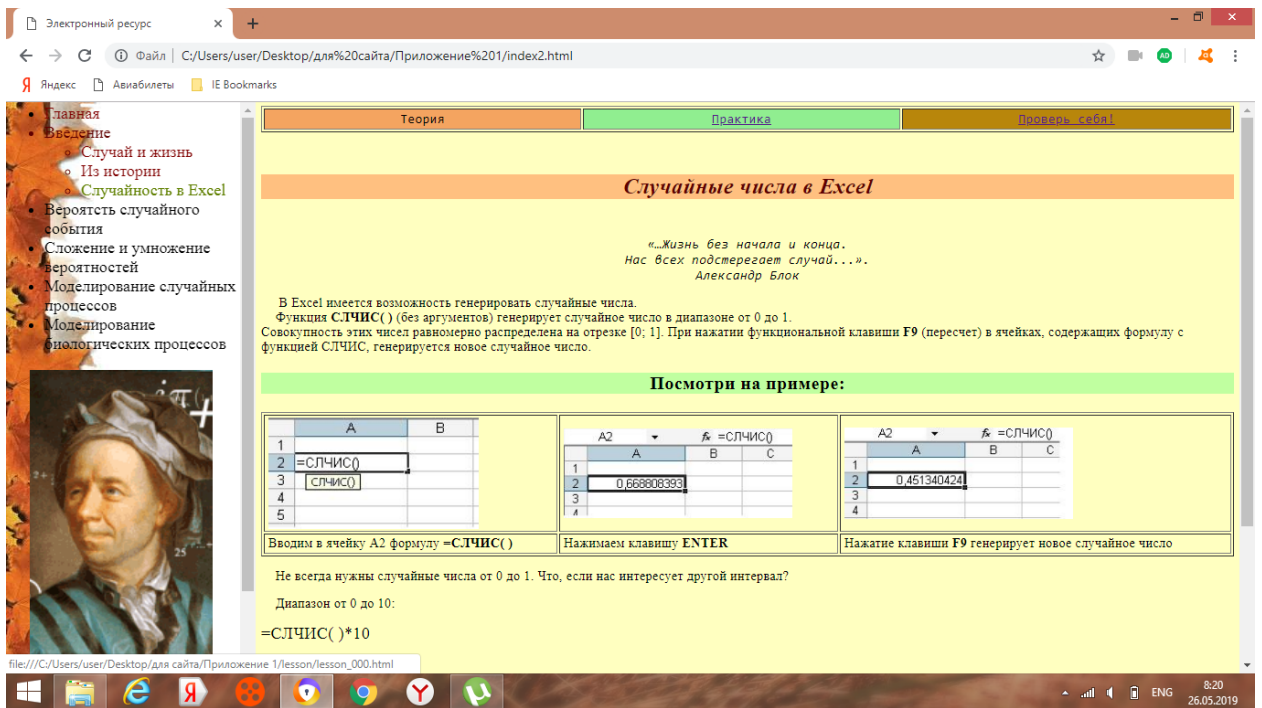 Электронный ресурс
Файл | C:/Users/user/Desktop/для%20сайта/Приложение%201/index2.html
Яндекс Авиабилеты IE Bookmarks
Главная
Введение
Случай и жизнь
Из истории
Случайность в Excel
Вероятсть случайного
события
Сложение и умножение
вероятностей
Моделирование случайных
процессов
Моделирование
биологических процессов
Теория Практика Проверь себя!
Случайные числа в Excel
«…Жизнь без начала и конца.
Нас всех подстерегает случай...».
Александр Блок
В Excel имеется возможность генерировать случайные числа.
Функция СЛЧИС( ) (без аргументов) генерирует случайное число в диапазоне от 0 до 1.
Совокупность этих чисел равномерно распределена на отрезке [0; 1]. При нажатии функциональной клавиши F9 (пересчет) в ячейках, содержащих формулу с
функцией СЛЧИС, генерируется новое случайное число.
Посмотри на примере:
A B
1
2 =СЛЧИС()
3 СЛЧИС()
4
5
A2 fx =СЛЧИС()
A B C
1
2 0,668808393
3
4
A2 fx =СЛЧИС()
A B C
1
2 0,451340424
3
4
Вводим в ячейку А2 формулу =СЛЧИС( ) Нажимаем клавишу ENTER Нажатие клавиши F9 генерирует новое случайное число
Не всегда нужны случайные числа от 0 до 1. Что, если нас интересует другой интервал?
Диапазон от 0 до 10:
=СЛЧИС( )*10
file:///C:/Users/user/Desktop/для сайта/Приложение 1/lesson/lesson_000.html
ENG
8:20
26.05.2019